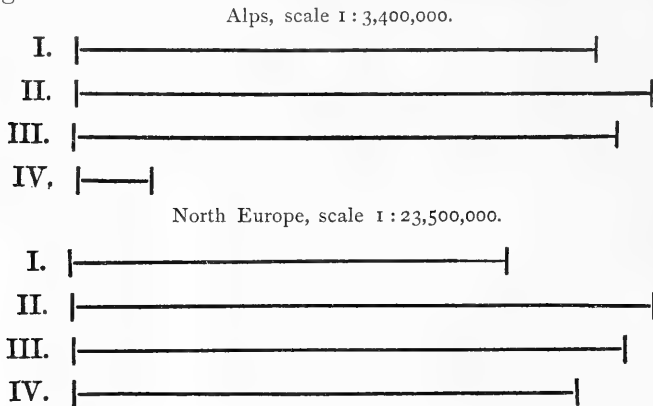 Alps, scale 1 : 3,400,000.
I.
II.
III.
IV.
North Europe, scale 1 : 23,500,000.
I.
II.
III.
IV.